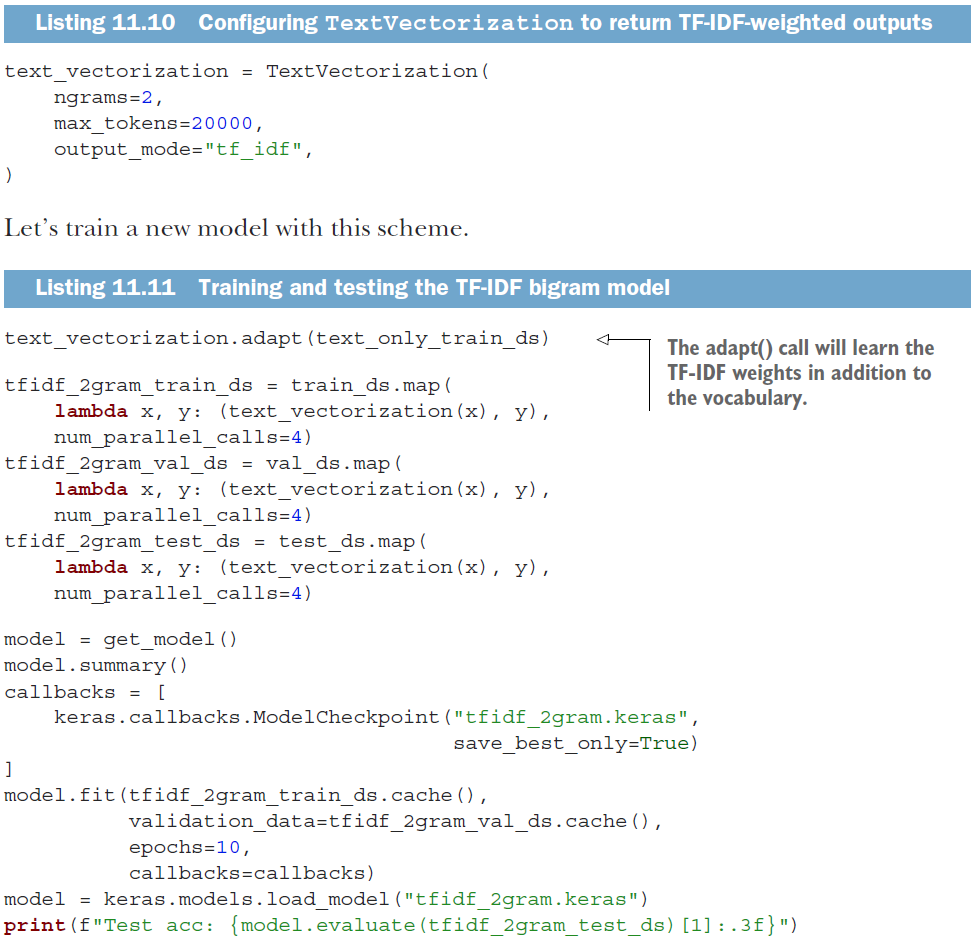 Listing 11.10 Configuring TextVectorization to return TF-IDF-weighted outputs
text_vectorization = TextVectorization(
    ngrams=2,
    max_tokens=20000,
    output_mode="tf_idf",
)
Let's train a new model with this scheme.
Listing 11.11 Training and testing the TF-IDF bigram model
text_vectorization.adapt(text_only_train_ds)
The adapt() call will learn the
TF-IDF weights in addition to
the vocabulary.
tfidf_2gram_train_ds = train_ds.map(
    lambda x, y: (text_vectorization(x), y),
    num_parallel_calls=4)
tfidf_2gram_val_ds = val_ds.map(
    lambda x, y: (text_vectorization(x), y),
    num_parallel_calls=4)
tfidf_2gram_test_ds = test_ds.map(
    lambda x, y: (text_vectorization(x), y),
    num_parallel_calls=4)
model = get_model()
model.summary()
callbacks = [
    keras.callbacks.ModelCheckpoint("tfidf_2gram.keras",
                                    save_best_only=True)
]
model.fit(tfidf_2gram_train_ds.cache(),
          validation_data=tfidf_2gram_val_ds.cache(),
          epochs=10,
          callbacks=callbacks)
model = keras.models.load_model("tfidf_2gram.keras")
print(f"Test acc: {model.evaluate(tfidf_2gram_test_ds)[1]:.3f}")